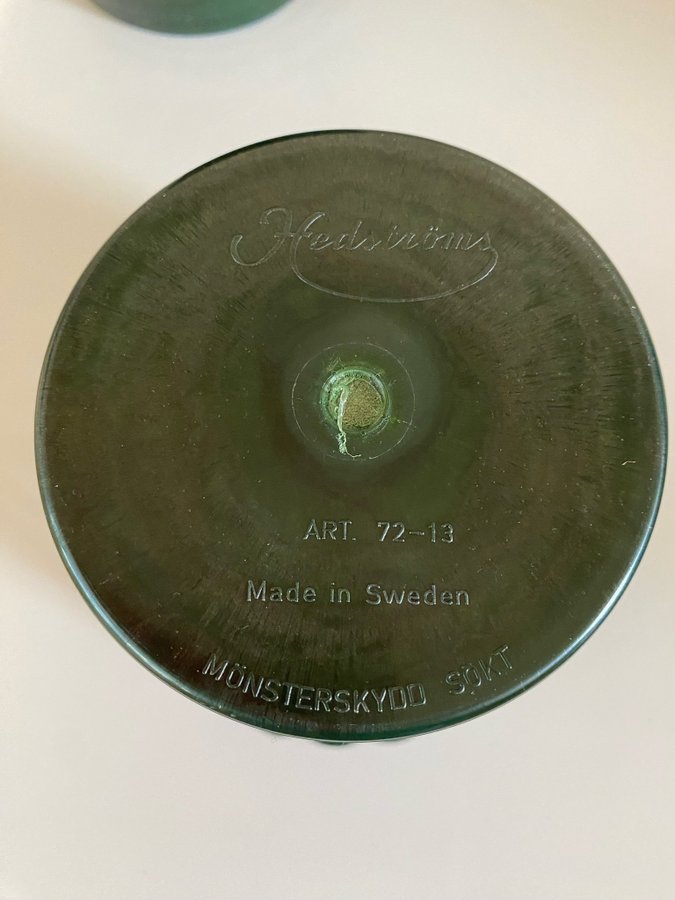 Hedströms
ART. 72-13
Made in Sweden
MÖNSTERSKYDD SÖKT